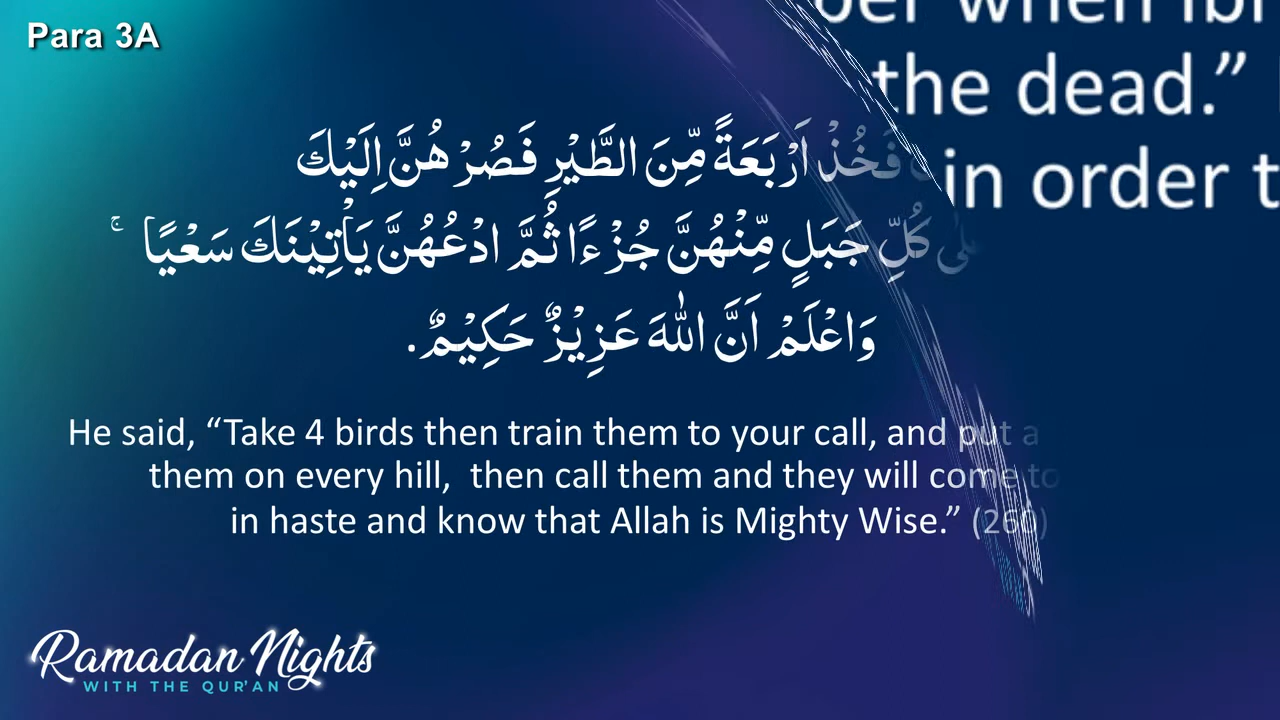 Para 3A
when
the dead.”
in order
فَخُذْ اَرْبَعَةً مِّنَ الطَّيْرِ فَصُرْهُنَّ اِلَيْكَ
كُلِّ جَبَلٍ مِّنْهُنَّ جُزْءًا ثُمَّ ادْعُهُنَّ يَاْتِيْنَكَ سَعْيًا ۚ
وَاعْلَمْ اَنَّ اللّٰهَ عَزِيْزٌ حَكِيْمٌ.
He said, “Take 4 birds then train them to your call, and put a
them on every hill, then call them and they will come to
in haste and know that Allah is Mighty Wise.” (260)
Ramadan Nights
WITH THE QUR'AN